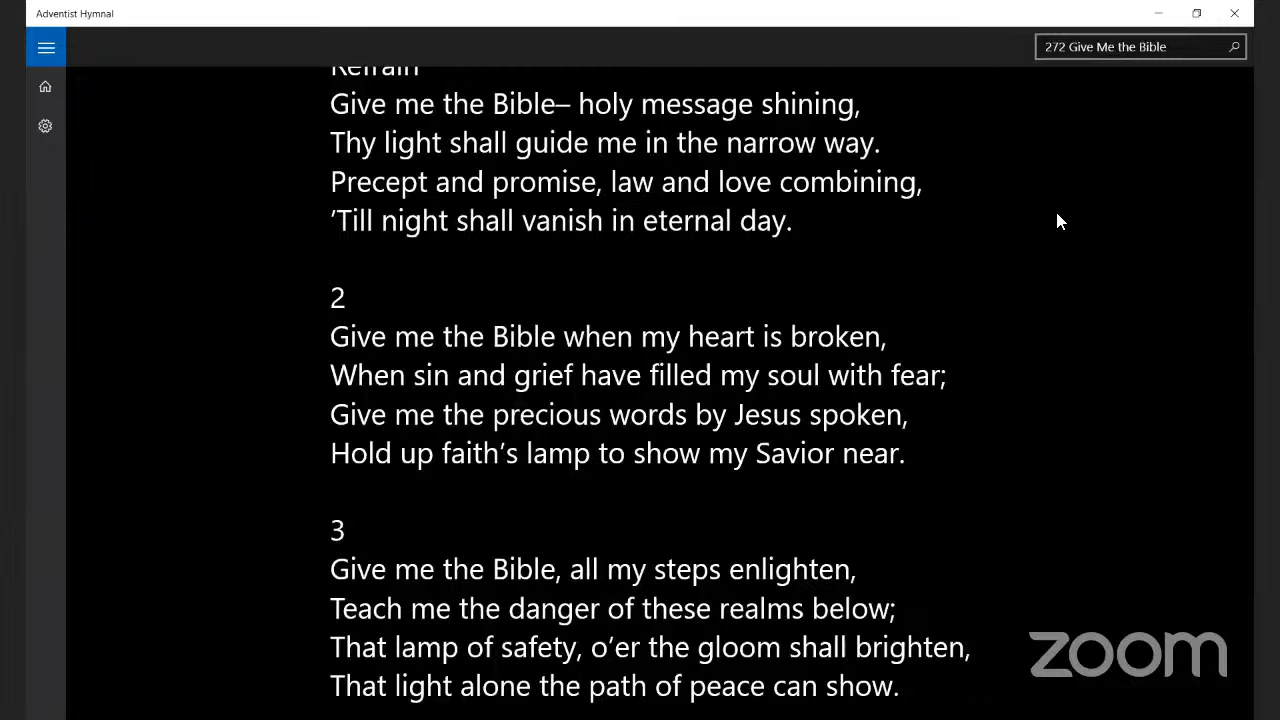 Adventist Hymnal
272 Give Me the Bible
Refrain
Give me the Bible– holy message shining,
Thy light shall guide me in the narrow way.
Precept and promise, law and love combining,
’Till night shall vanish in eternal day.
2
Give me the Bible when my heart is broken,
When sin and grief have filled my soul with fear;
Give me the precious words by Jesus spoken,
Hold up faith’s lamp to show my Savior near.
3
Give me the Bible, all my steps enlighten,
Teach me the danger of these realms below;
That lamp of safety, o’er the gloom shall brighten,
That light alone the path of peace can show.
zoom